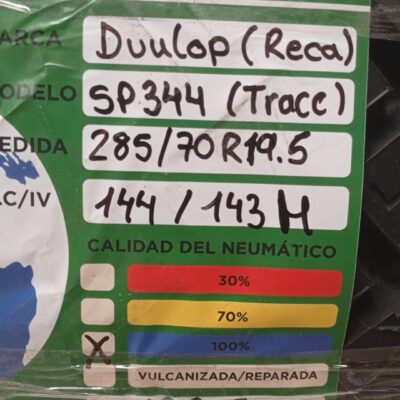 ARCA Duulop (Reca)
ODELO SP344 (Tracc)
EDIDA 285/70R19.5
.C/IV 144 / 143 M
CALIDAD DEL NEUMÁTICO
30%
70%
X 100%
VULCANIZADA/REPARADA